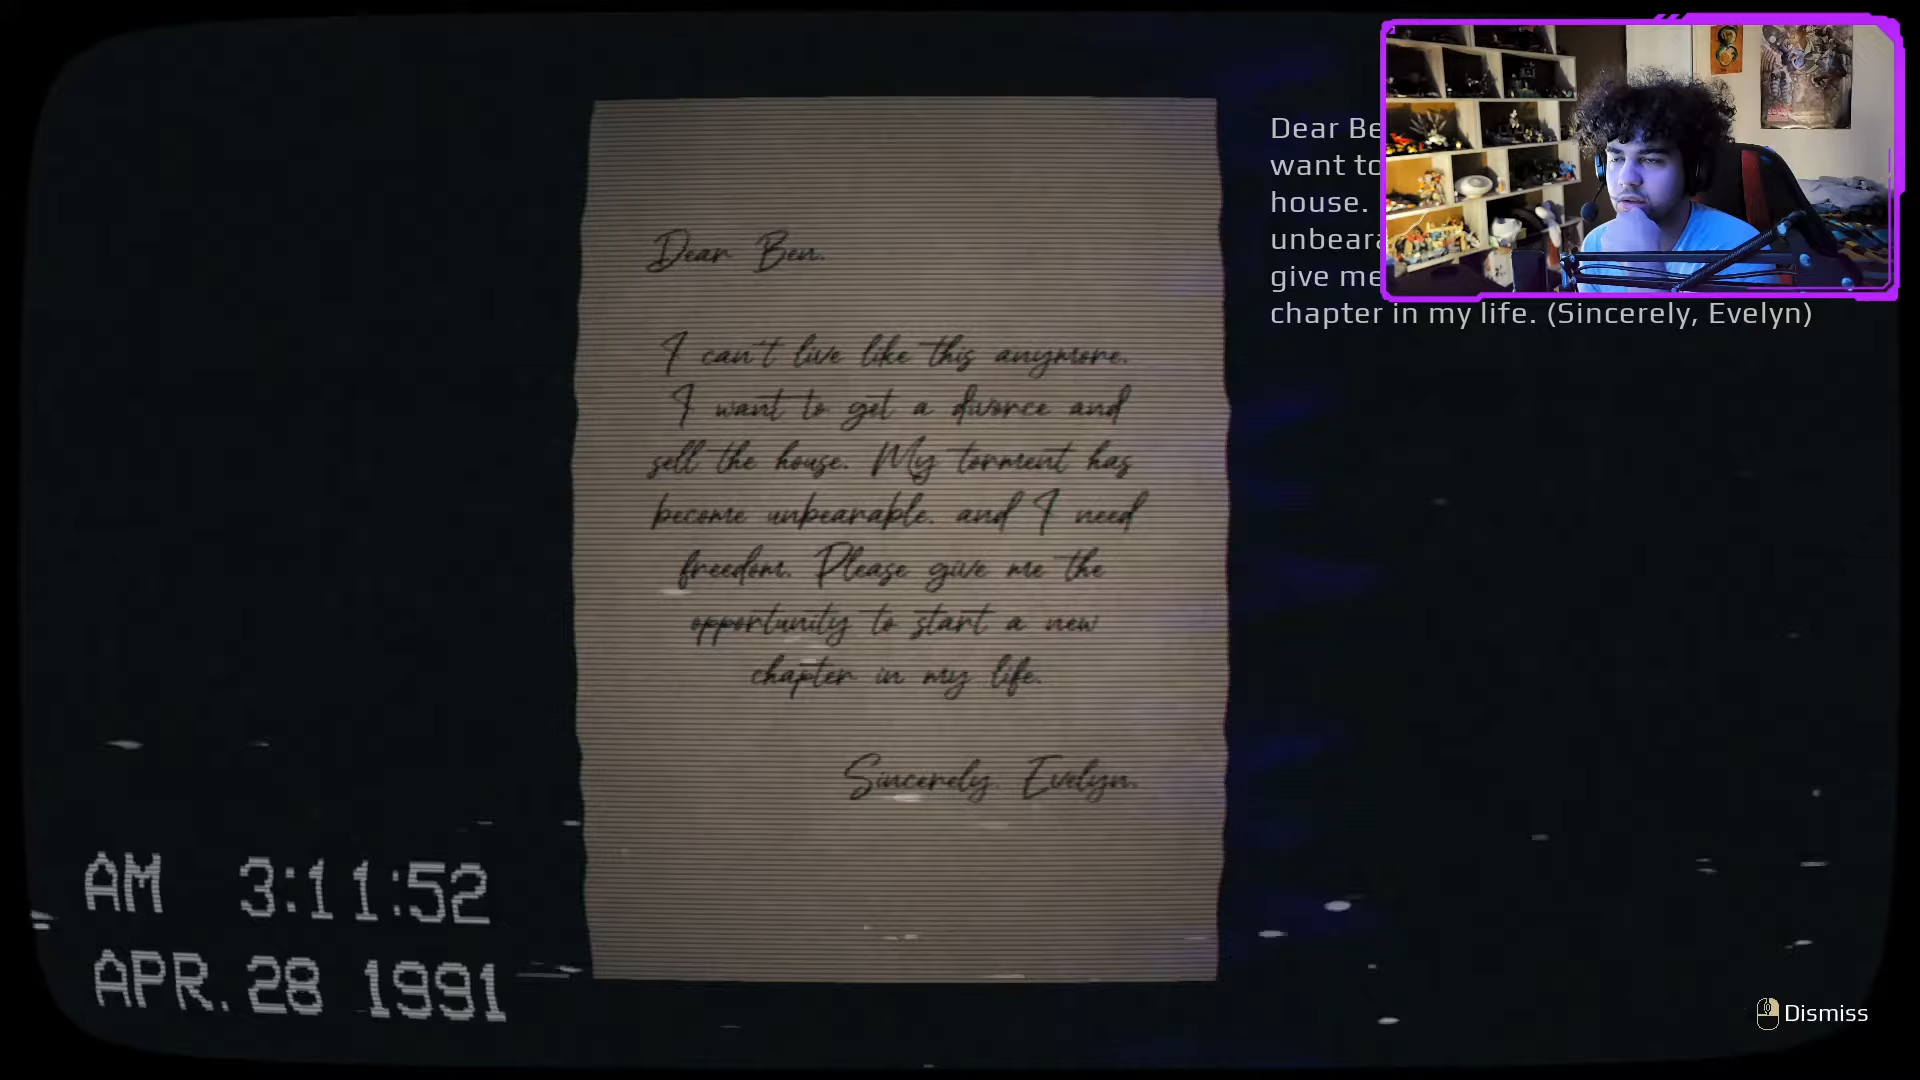 Dear Ben.
I can't live like this anymore.
I want to get a divorce and
sell the house. My torment has
become unbearable. and I need
freedom. Please give me the
opportunity to start a new
chapter in my life.
Sincerely. Evelyn.
Dear
want to
house.
give me
chapter in my life. (Sincerely, Evelyn)
AM 3:11:52
APR. 28 1991
Dismiss